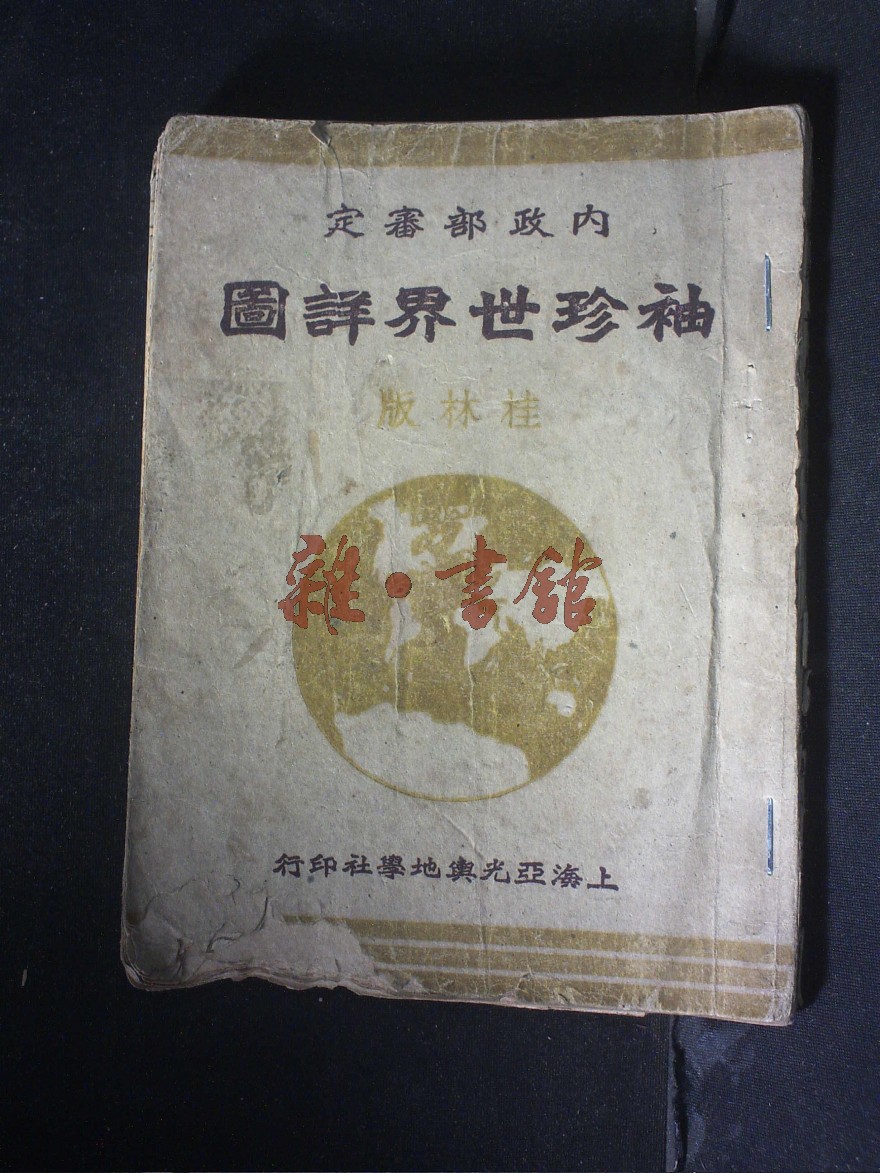 內政部審定
袖珍世界詳圖
桂林版
雜·書館
上海亞光輿地學社印行